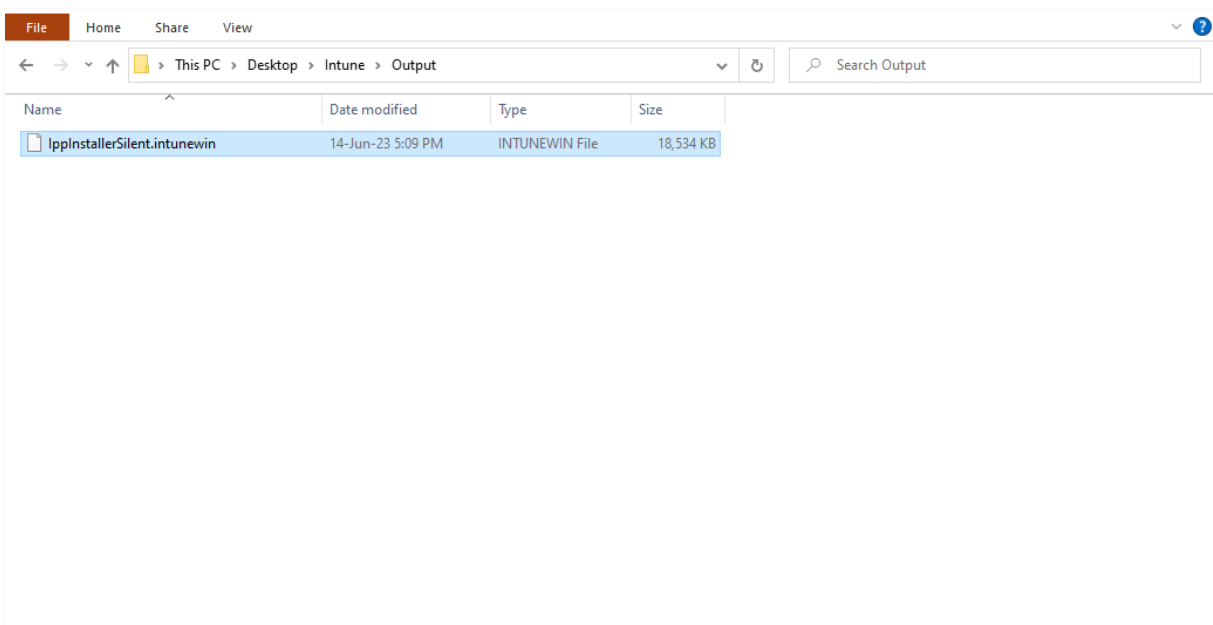 File Home Share View
This PC > Desktop > Intune > Output Search Output
Name Date modified Type Size
IppInstallerSilent.intunewin 14-Jun-23 5:09 PM INTUNEWIN File 18,534 KB